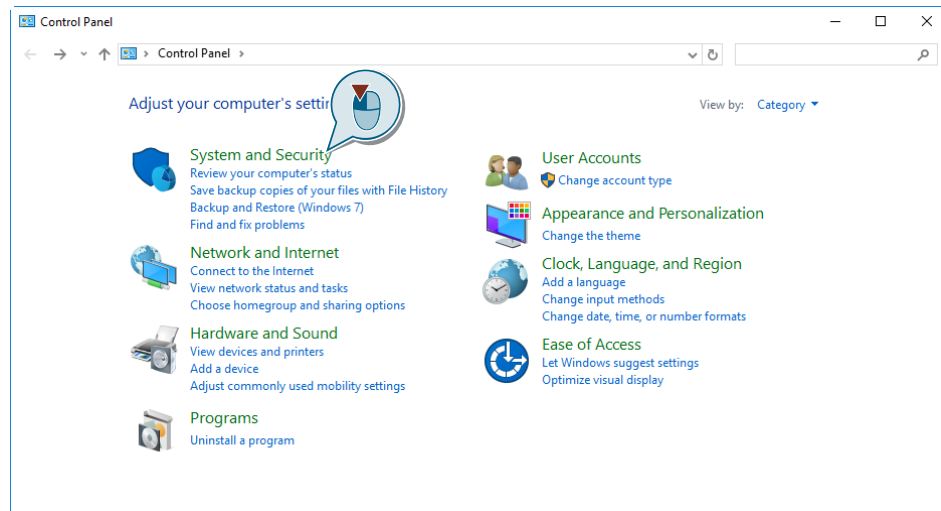 Control Panel
Control Panel
Adjust your computer's settin
View by: Category
System and Security
Review your computer's status
Save backup copies of your files with File History
Backup and Restore (Windows 7)
Find and fix problems
Network and Internet
Connect to the Internet
View network status and tasks
Choose homegroup and sharing options
Hardware and Sound
View devices and printers
Add a device
Adjust commonly used mobility settings
Programs
Uninstall a program
User Accounts
Change account type
Appearance and Personalization
Change the theme
Clock, Language, and Region
Add a language
Change input methods
Change date, time, or number formats
Ease of Access
Let Windows suggest settings
Optimize visual display